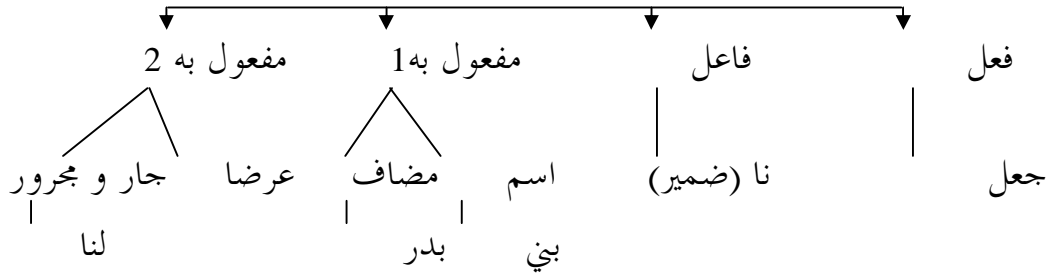 فعل فاعل مفعول به1 مفعول به 2
جعل نا (ضمير) اسم مضاف عرضا جار و مجرور
بني بدر لنا